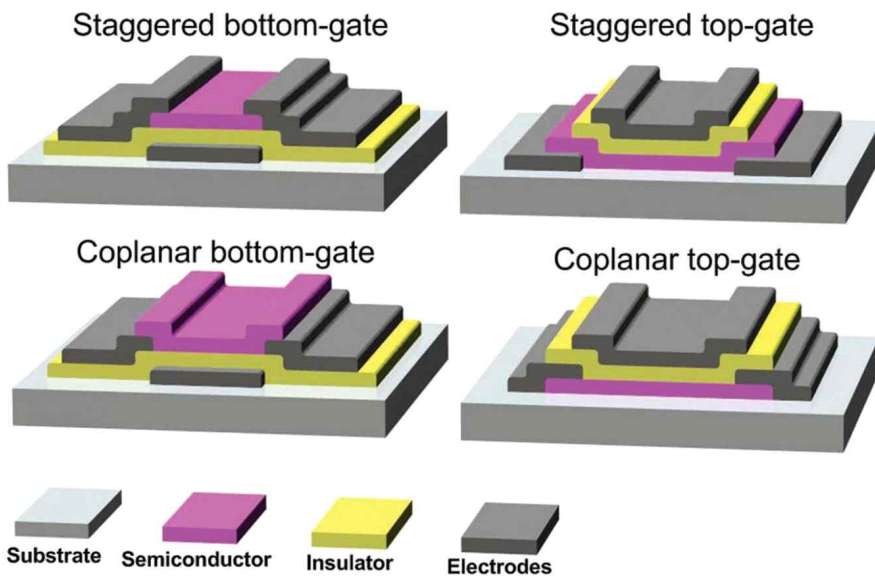 Staggered bottom-gate
Staggered top-gate
Coplanar bottom-gate
Coplanar top-gate
Substrate
Semiconductor
Insulator
Electrodes